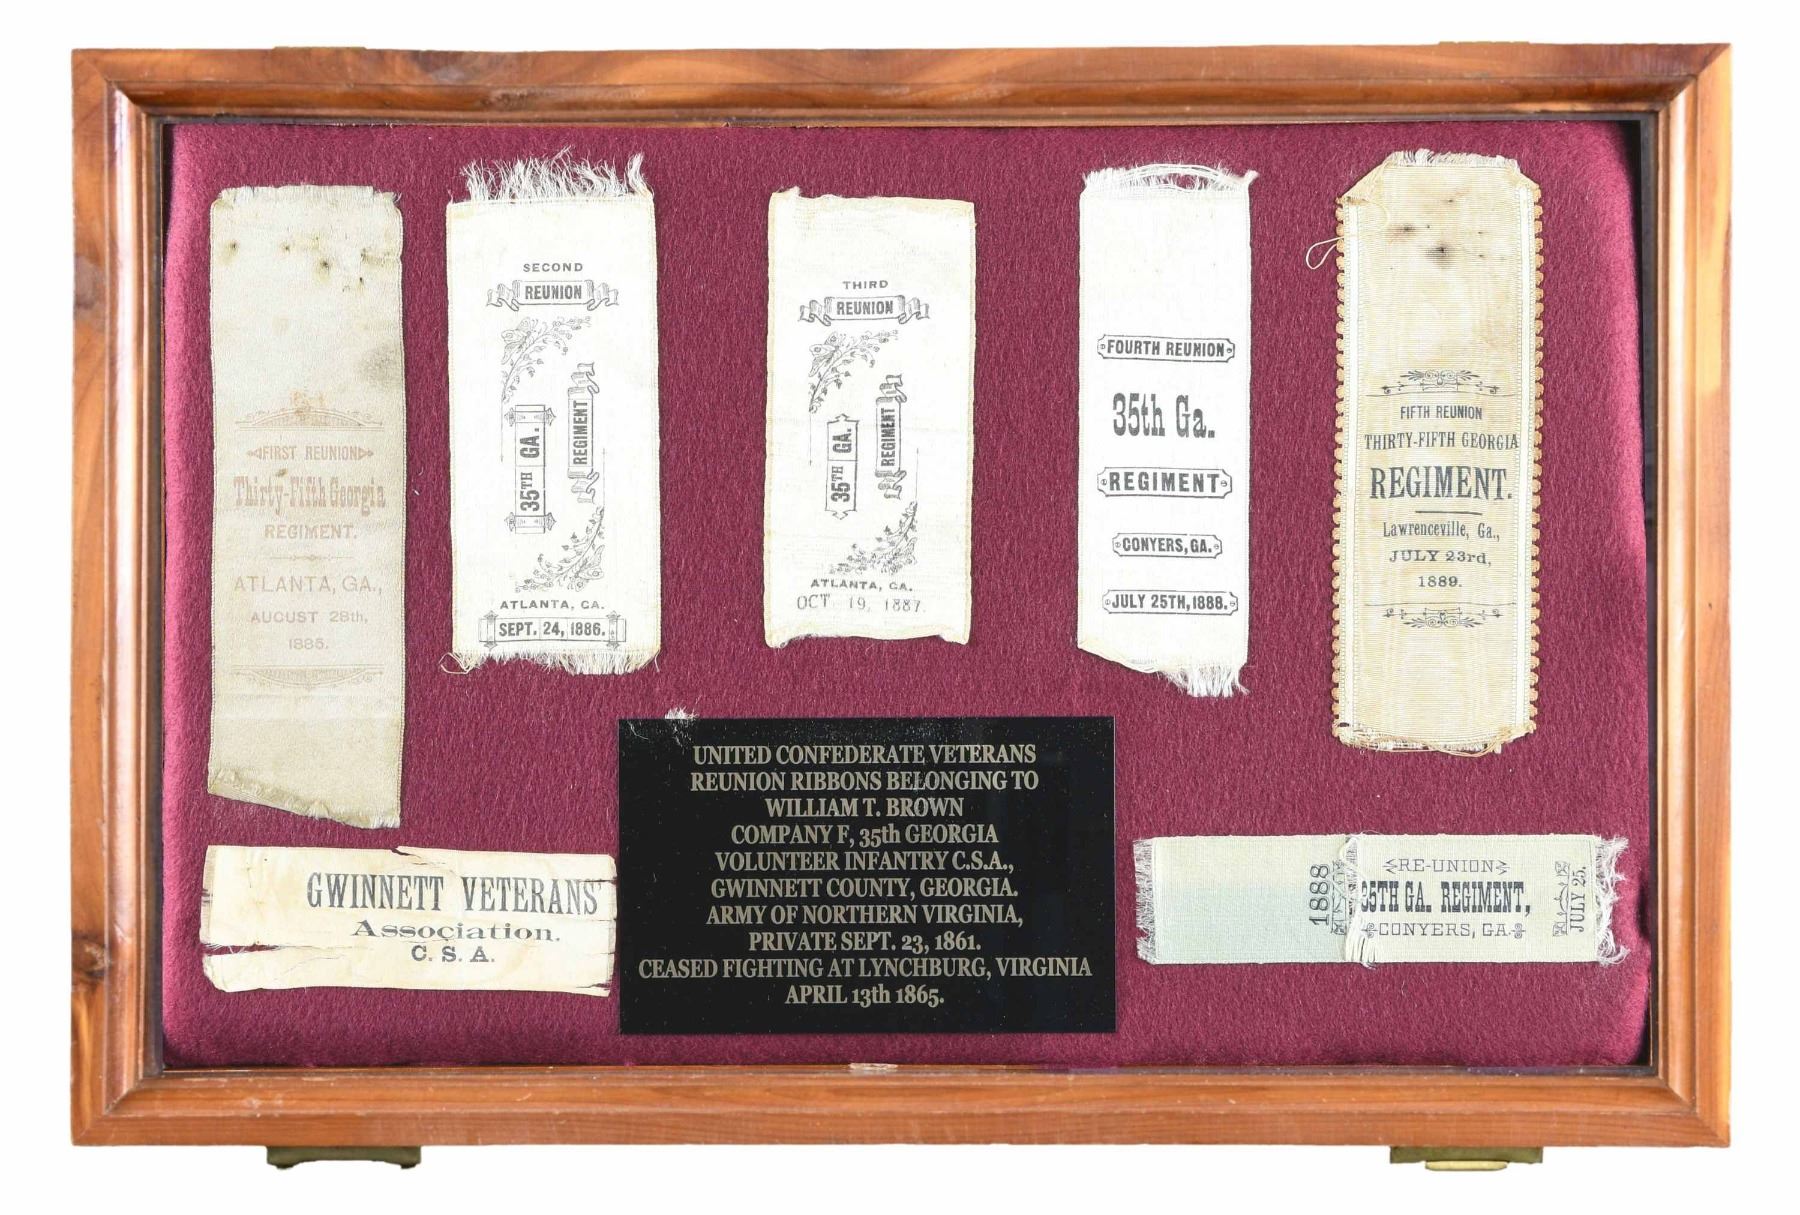 FIRST REUNION
Thirty-Fifth Georgia
REGIMENT.
ATLANTA, GA.,
AUGUST 28th,
1885.
SECOND
REUNION
35TH GA.
REGIMENT
ATLANTA, GA.
SEPT. 24, 1886.
THIRD
REUNION
35TH GA.
REGIMENT
ATLANTA, GA.
OCT. 19, 1887.
FOURTH REUNION
35th Ga.
REGIMENT
CONYERS, GA.
JULY 25TH, 1888.
FIFTH REUNION
THIRTY-FIFTH GEORGIA
REGIMENT.
Lawrenceville, Ga.,
JULY 23rd,
1889.
GWINNETT VETERANS'
Association.
C. S. A.
UNITED CONFEDERATE VETERANS
REUNION RIBBONS BELONGING TO
WILLIAM T. BROWN
COMPANY F, 35th GEORGIA
VOLUNTEER INFANTRY C.S.A.,
GWINNETT COUNTY, GEORGIA.
ARMY OF NORTHERN VIRGINIA,
PRIVATE SEPT. 23, 1861.
CEASED FIGHTING AT LYNCHBURG, VIRGINIA
APRIL 13th 1865.
1888
RE-UNION
35TH GA. REGIMENT,
CONYERS, GA.
JULY 25.